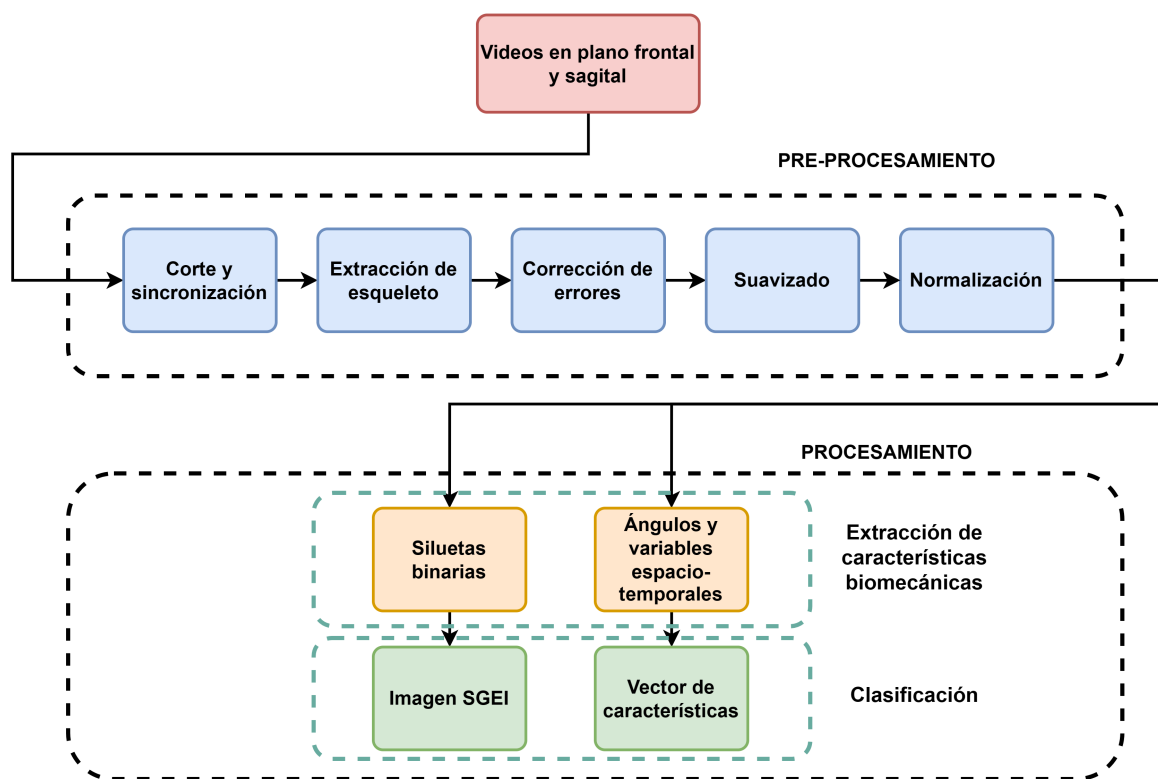 Videos en plano frontal
y sagital
PRE-PROCESAMIENTO
Corte y
sincronización
Extracción de
esqueleto
Corrección de
errores
Suavizado
Normalización
PROCESAMIENTO
Siluetas
binarias
Ángulos y
variables
espacio-
temporales
Extracción de
características
biomecánicas
Imagen SGEI
Vector de
características
Clasificación